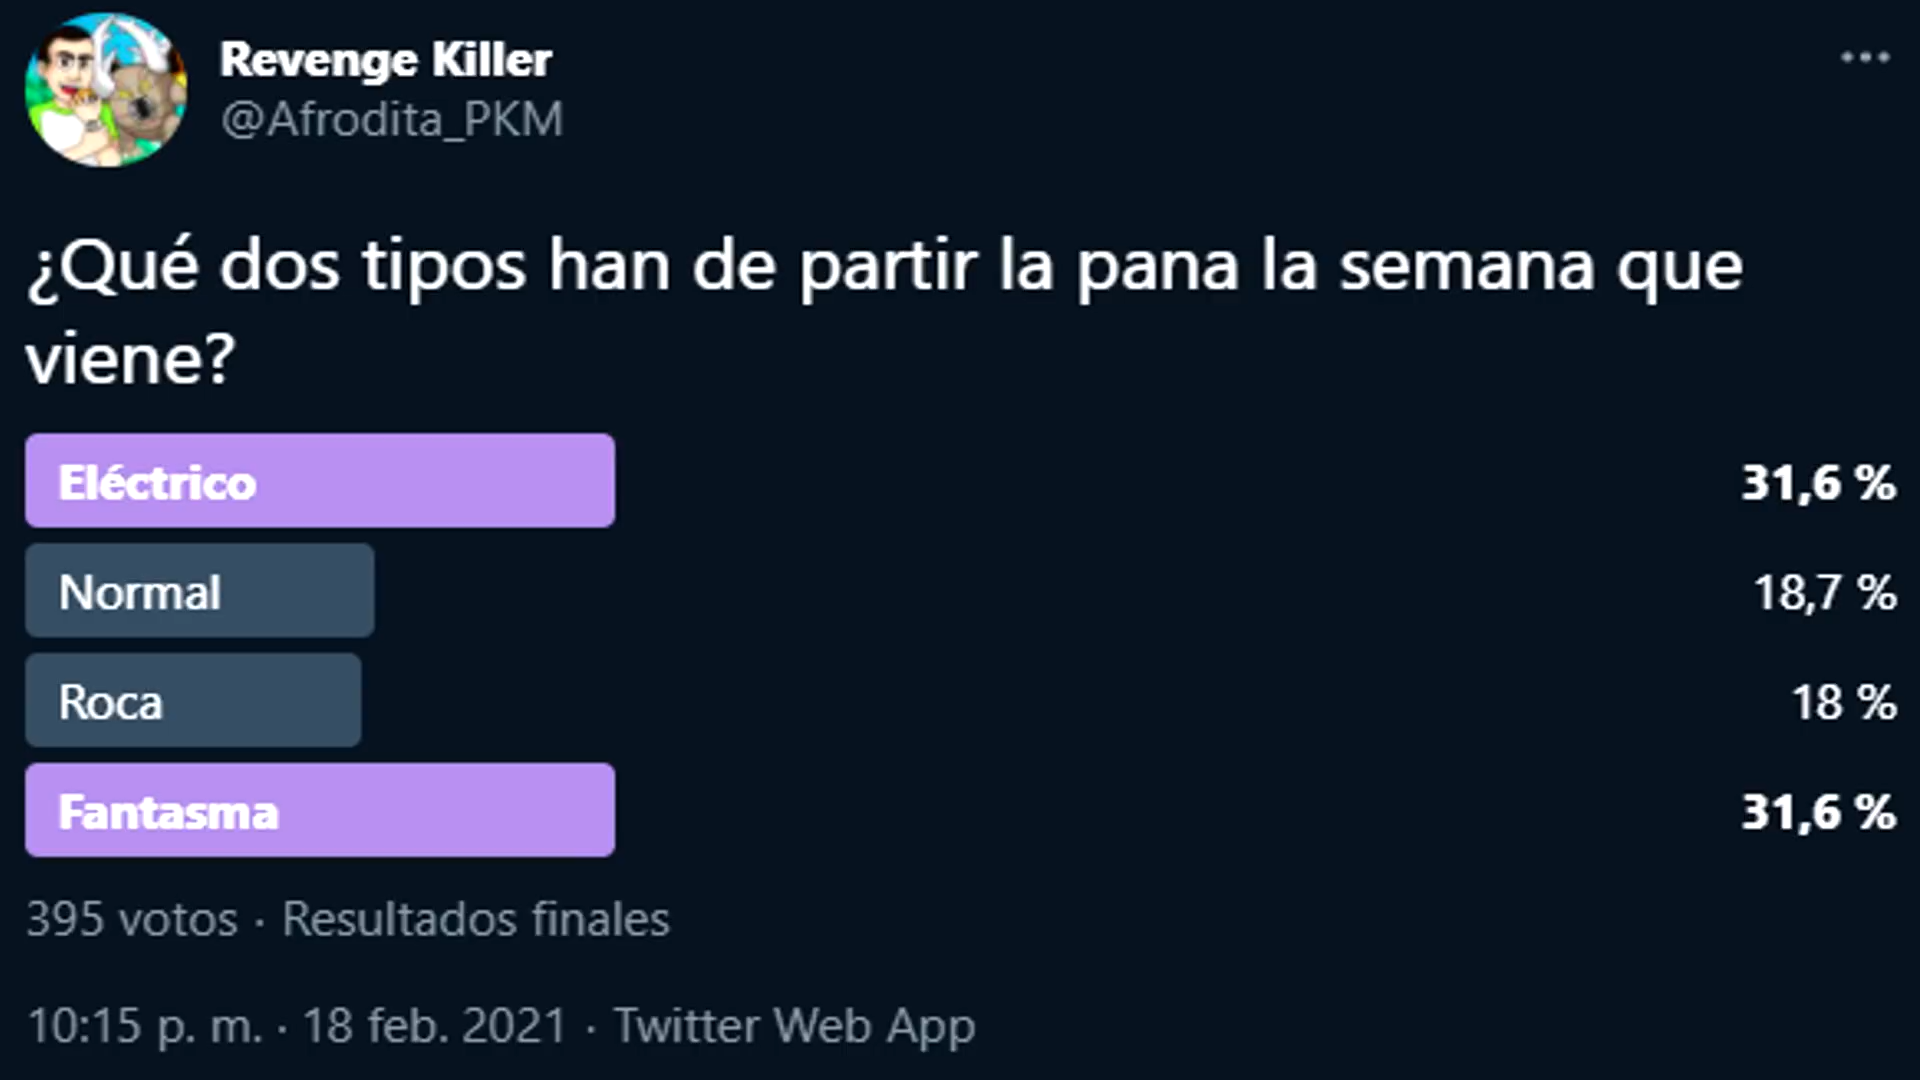 Revenge Killer
@Afrodita_PKM
¿Qué dos tipos han de partir la pana la semana que
viene?
Eléctrico 31,6 %
Normal 18,7 %
Roca 18 %
Fantasma 31,6 %
395 votos · Resultados finales
10:15 p. m. · 18 feb. 2021 · Twitter Web App